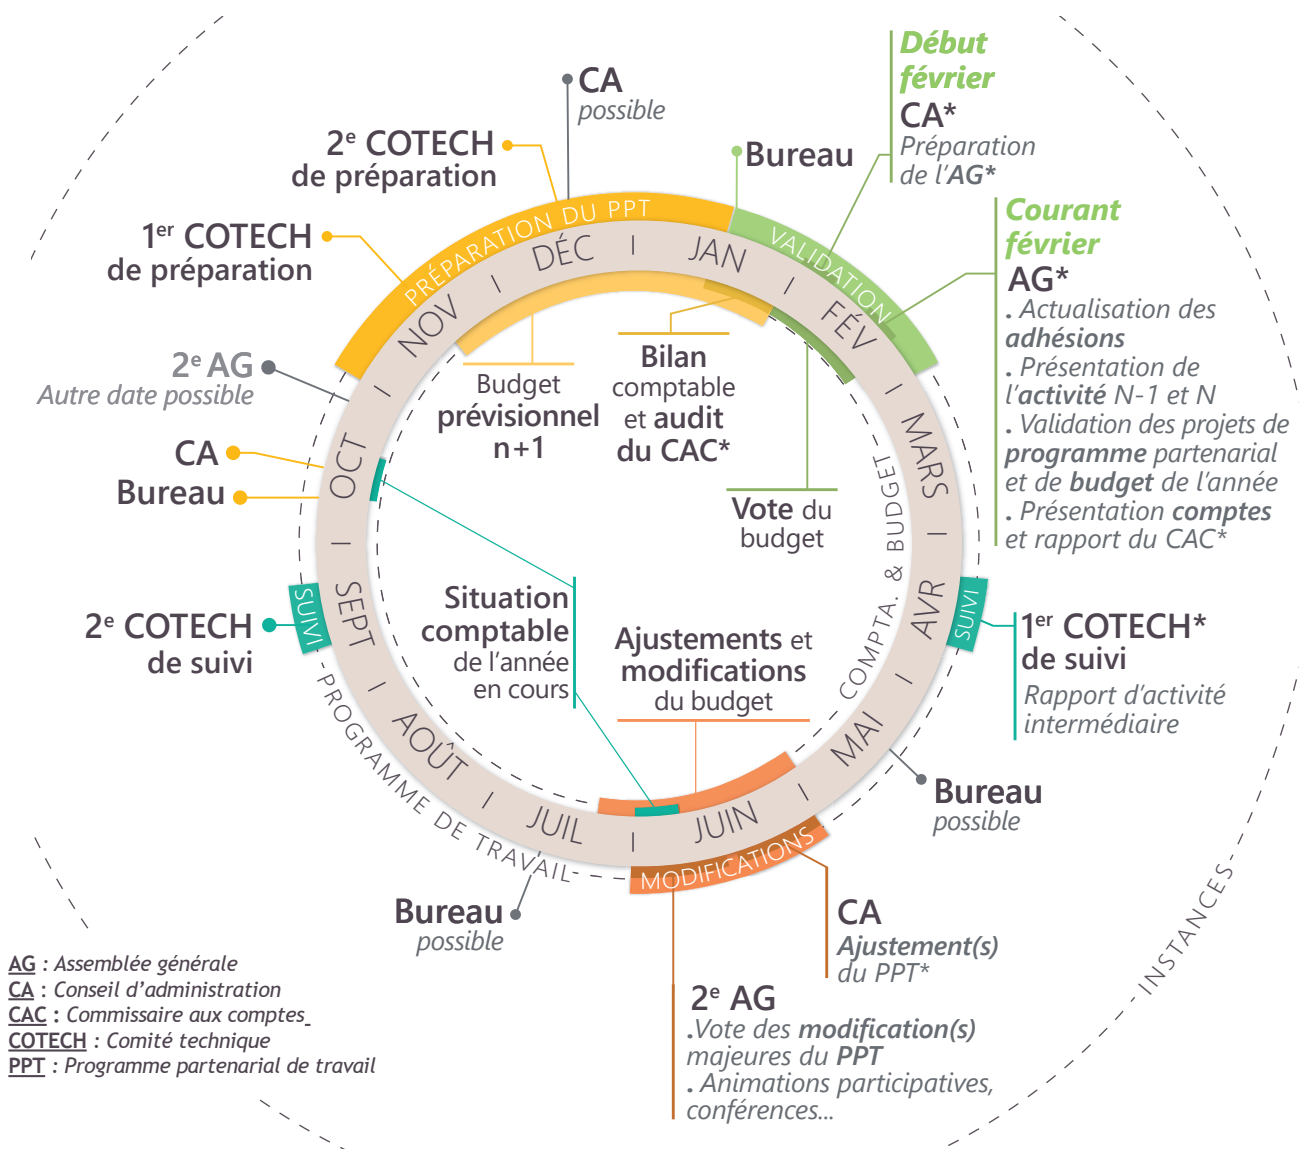 Début
février
CA*
Préparation
de l'AG*
CA
possible
Bureau
2e COTECH
de préparation
1er COTECH
de préparation
Courant
février
AG*
. Actualisation des
adhésions
. Présentation de
l'activité N-1 et N
. Validation des projets de
programme partenarial
et de budget de l'année
. Présentation comptes
et rapport du CAC*
2e AG
Autre date possible
CA
Bureau
2e COTECH
de suivi
PRÉPARATION DU PPT
VALIDATION
SUIVI
MODIFICATIONS
SUIVI
JAN
FÉV
MARS
AVR
MAI
JUIN
JUIL
AOÛT
SEPT
OCT
NOV
DÉC
Budget
prévisionnel
n+1
Bilan
comptable
et audit
du CAC*
Vote du
budget
COMPTA. & BUDGET
Situation
comptable
de l'année
en cours
Ajustements et
modifications
du budget
1er COTECH*
de suivi
Rapport d'activité
intermédiaire
PROGRAMME DE TRAVAIL
Bureau
possible
Bureau
possible
CA
Ajustement(s)
du PPT*
2e AG
.Vote des modification(s)
majeures du PPT
. Animations participatives,
conférences...
INSTANCES
AG : Assemblée générale
CA : Conseil d'administration
CAC : Commissaire aux comptes
COTECH : Comité technique
PPT : Programme partenarial de travail